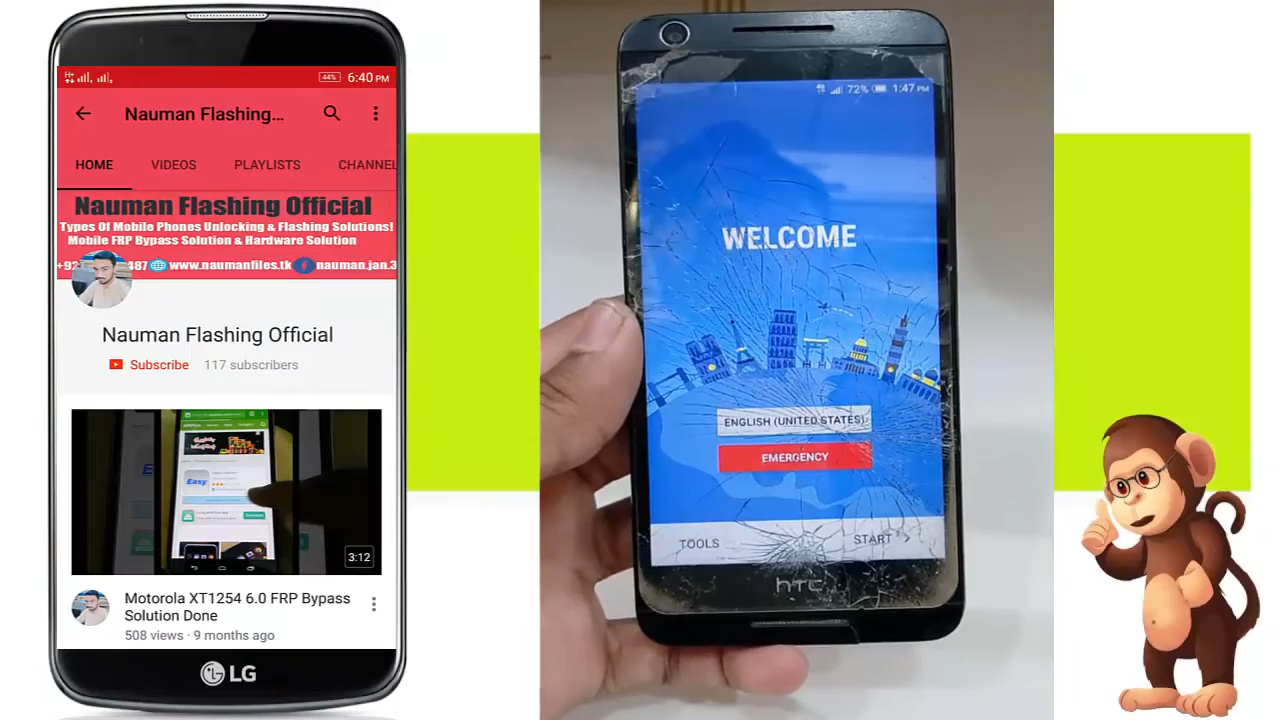 6:40 PM
44%
Nauman Flashing...
HOME VIDEOS PLAYLISTS CHANNEL
Nauman Flashing Official
Types Of Mobile Phones Unlocking & Flashing Solutions!
Mobile FRP Bypass Solution & Hardware Solution
+92 487 www.naumanfiles.tk nauman.jan.3
Nauman Flashing Official
Subscribe 117 subscribers
Easy
3:12
Motorola XT1254 6.0 FRP Bypass
Solution Done
508 views · 9 months ago
LG
72% 1:47 PM
WELCOME
ENGLISH (UNITED STATES)
EMERGENCY
TOOLS START >
hTC